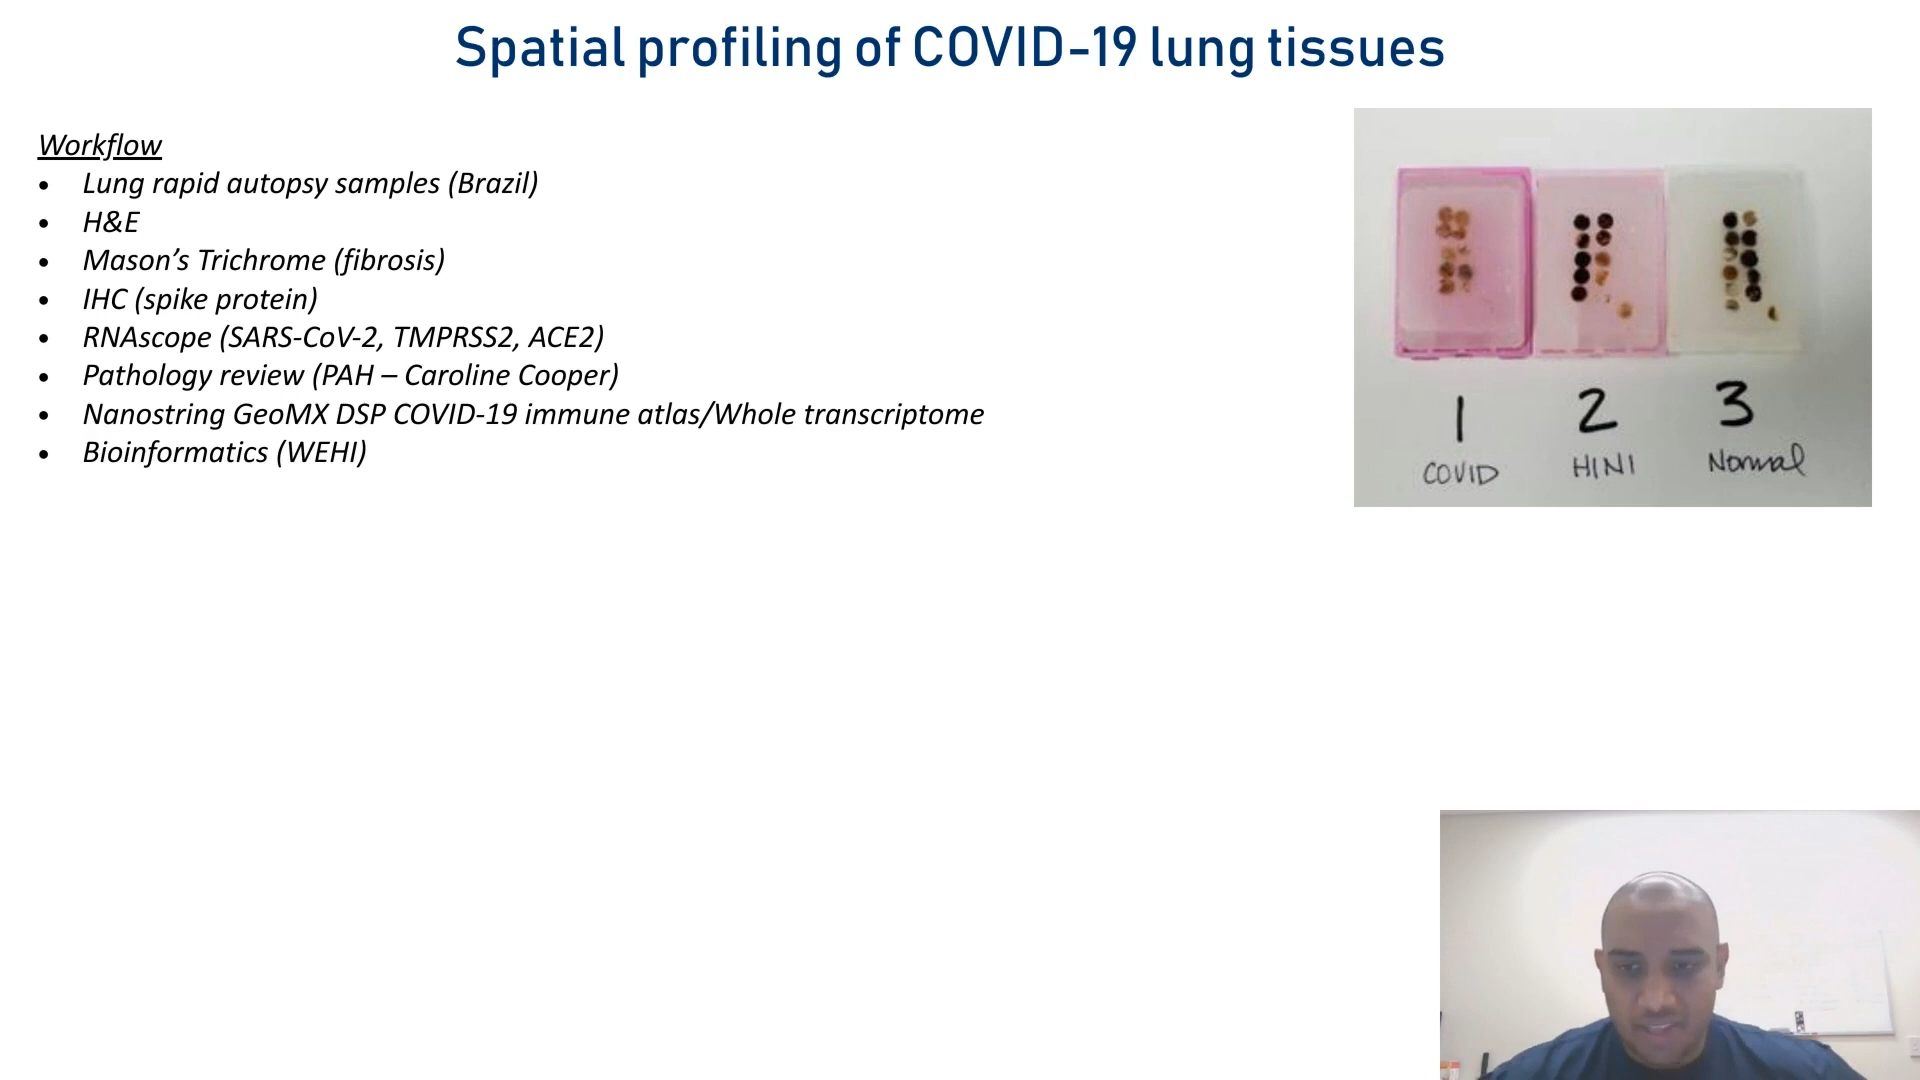 Spatial profiling of COVID-19 lung tissues
Workflow
• Lung rapid autopsy samples (Brazil)
• H&E
• Mason’s Trichrome (fibrosis)
• IHC (spike protein)
• RNAscope (SARS-CoV-2, TMPRSS2, ACE2)
• Pathology review (PAH – Caroline Cooper)
• Nanostring GeoMX DSP COVID-19 immune atlas/Whole transcriptome
• Bioinformatics (WEHI)
1 2 3
COVID H1N1 Normal